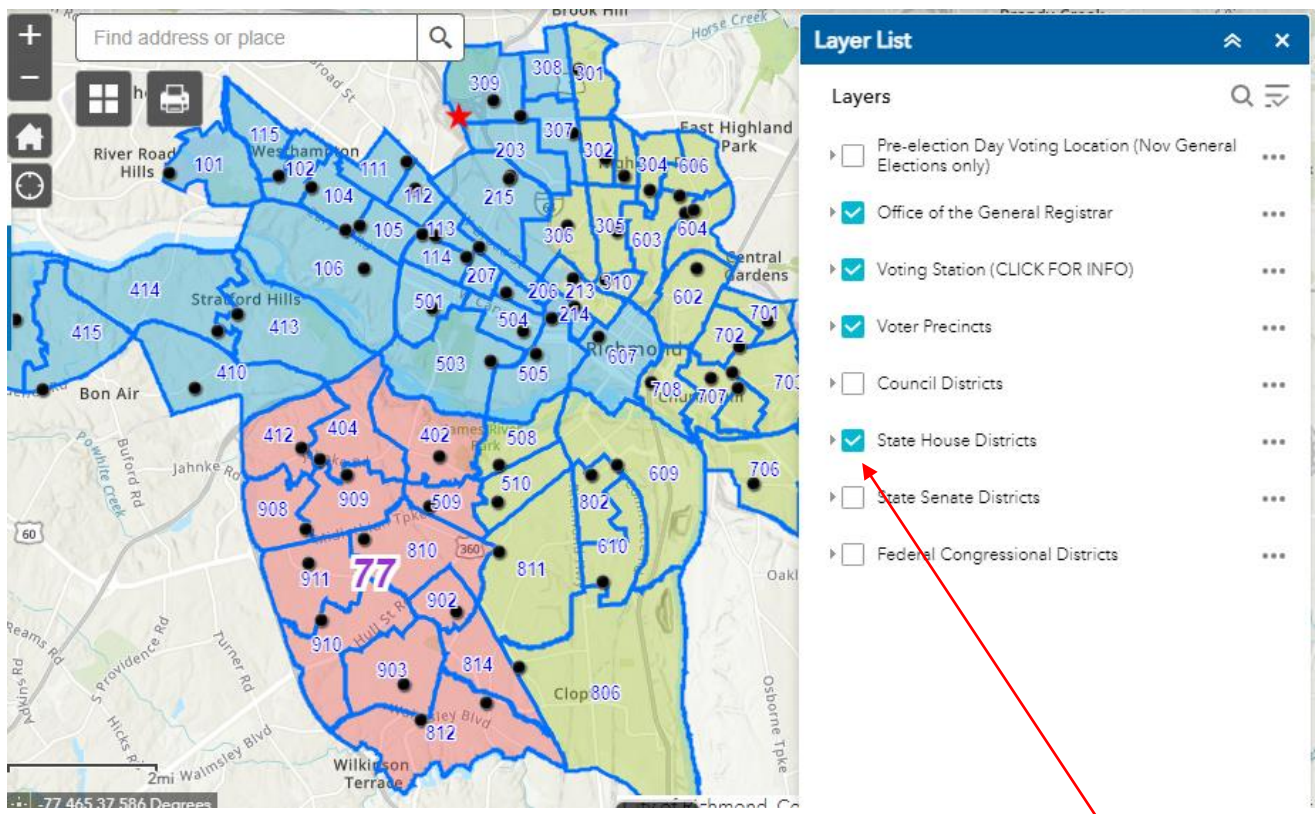 Find address or place
Layer List
Layers
Pre-election Day Voting Location (Nov General
Elections only)
Office of the General Registrar
Voting Station (CLICK FOR INFO)
Voter Precincts
Council Districts
State House Districts
State Senate Districts
Federal Congressional Districts
Horse Creek
309
308
301
307
East Highland
Park
River Road
Hills
115
101
102
111
104
112
203
302
304
606
215
105
113
306
305
603
604
114
Central
Gardens
106
207
206
213
310
602
414
Stratford Hills
501
214
701
415
413
504
702
503
Richmond
607
505
410
Bon Air
708
707
703
412
404
402
508
Jahnke Rd
609
706
510
908
909
509
802
60
810
360
610
911
77
811
902
Hull St Rd
910
903
814
806
812
Powhite Creek
Buford Rd
Turner Rd
S Providence Rd
Reams Rd
Adkins Rd
Hicks Rd
Walmsley Blvd
Wilkinson
Terrace
Osborne Tpke
2mi
-77.465 37.586 Degrees